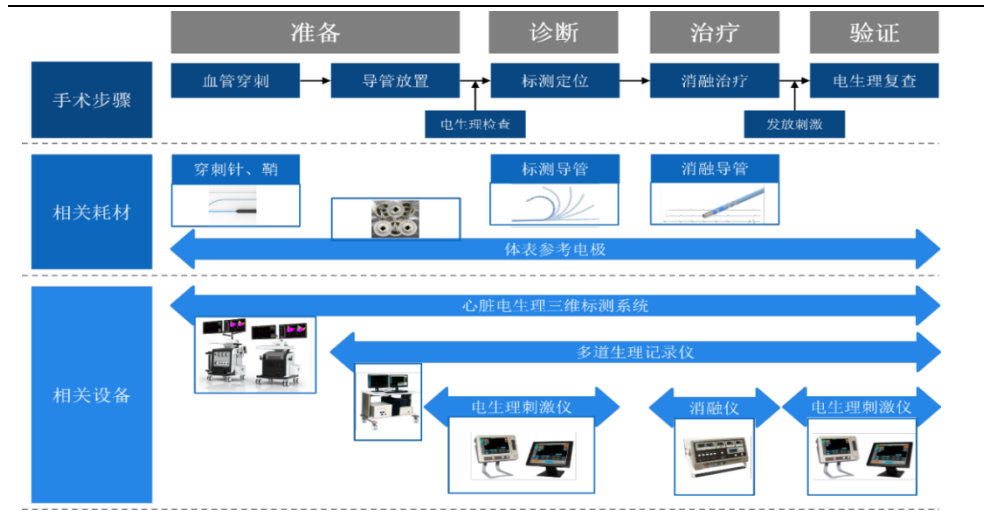 准备
诊断
治疗
验证
手术步骤
血管穿刺
导管放置
标测定位
消融治疗
电生理复查
电生理检查
发放刺激
相关耗材
穿刺针、鞘
标测导管
消融导管
体表参考电极
相关设备
心脏电生理三维标测系统
多道生理记录仪
电生理刺激仪
消融仪
电生理刺激仪